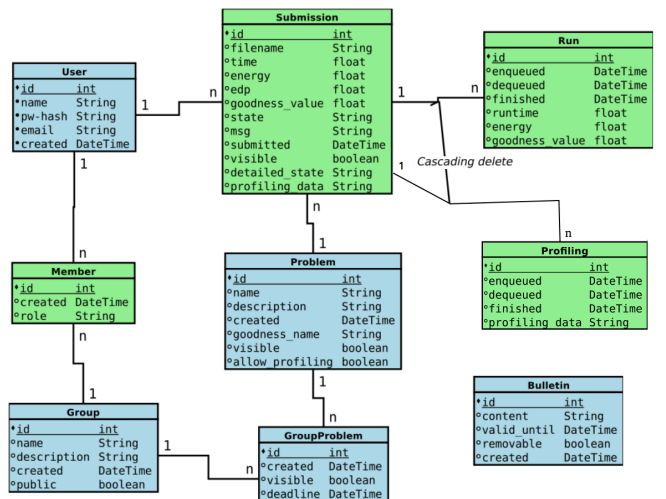 Submission
id int
filename String
time float
energy float
edp float
goodness_value float
state String
msg String
submitted DateTime
visible boolean
detailed_state String
profiling_data String
Run
id int
enqueued DateTime
dequeued DateTime
finished DateTime
runtime float
energy float
goodness_value float
User
id int
name String
pw-hash String
email String
created DateTime
1
n
1
n
Cascading delete
1
1
n
n
1
n
Profiling
id int
enqueued DateTime
dequeued DateTime
finished DateTime
profiling_data String
Member
id int
created DateTime
role String
Problem
id int
name String
description String
created DateTime
goodness_name String
visible boolean
allow_profiling boolean
n
1
1
n
Bulletin
id int
content String
valid_until DateTime
removable boolean
created DateTime
Group
id int
name String
description String
created DateTime
public boolean
1
n
GroupProblem
id int
created DateTime
visible boolean
deadline DateTime